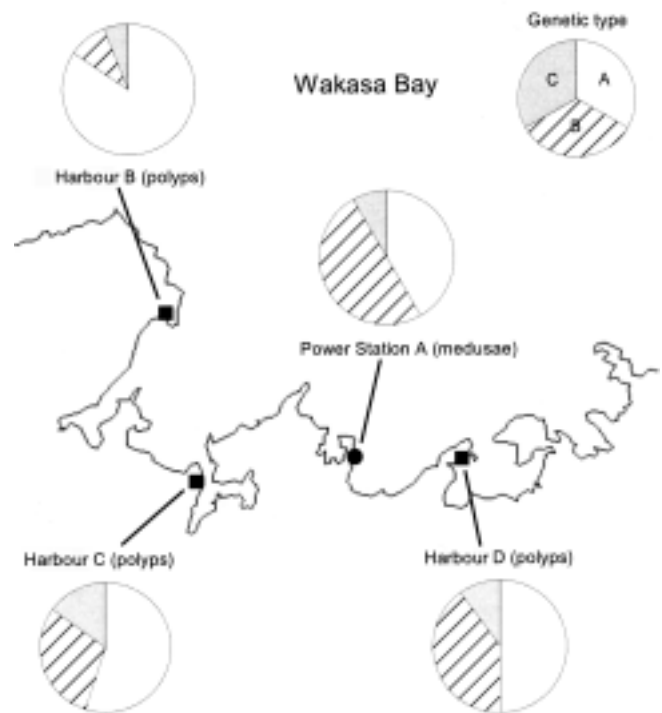 Genetic type
C
A
B
Wakasa Bay
Harbour B (polyps)
Power Station A (medusae)
Harbour C (polyps)
Harbour D (polyps)